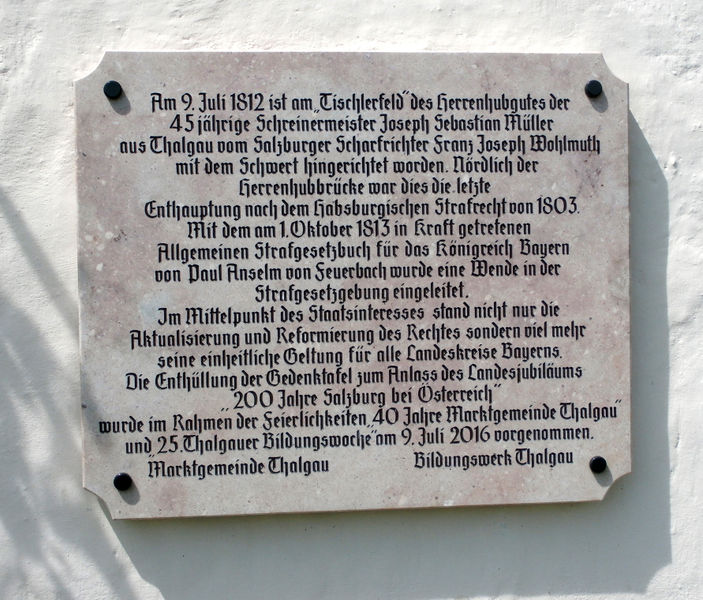 Am 9. Juli 1812 ist am „Tischlerfeld" des Herrenhubgutes der
45 jährige Schreinermeister Joseph Sebastian Müller
aus Thalgau vom Salzburger Scharfrichter Franz Joseph Wohlmuth
mit dem Schwert hingerichtet worden. Nördlich der
Herrenhubbrücke war dies die letzte
Enthauptung nach dem Habsburgischen Strafrecht von 1803.
Mit dem am 1. Oktober 1813 in Kraft getrefenen
Allgemeinen Strafgesetzbuch für das Königreich Bayern
von Paul Anselm von Feuerbach wurde eine Wende in der
Strafgesetzgebung eingeleitet.
Im Mittelpunkt des Staatsinteresses stand nicht nur die
Aktualisierung und Reformierung des Rechtes sondern viel mehr
seine einheitliche Geltung für alle Landeskreise Bayerns.
Die Enthüllung der Gedenktafel zum Anlass des Landesjubiläums
„200 Jahre Salzburg bei Österreich"
wurde im Rahmen der Feierlichkeiten „40 Jahre Marktgemeinde Thalgau"
und „25. Thalgauer Bildungswoche" am 9. Juli 2016 vorgenommen.
Marktgemeinde Thalgau Bildungswerk Thalgau